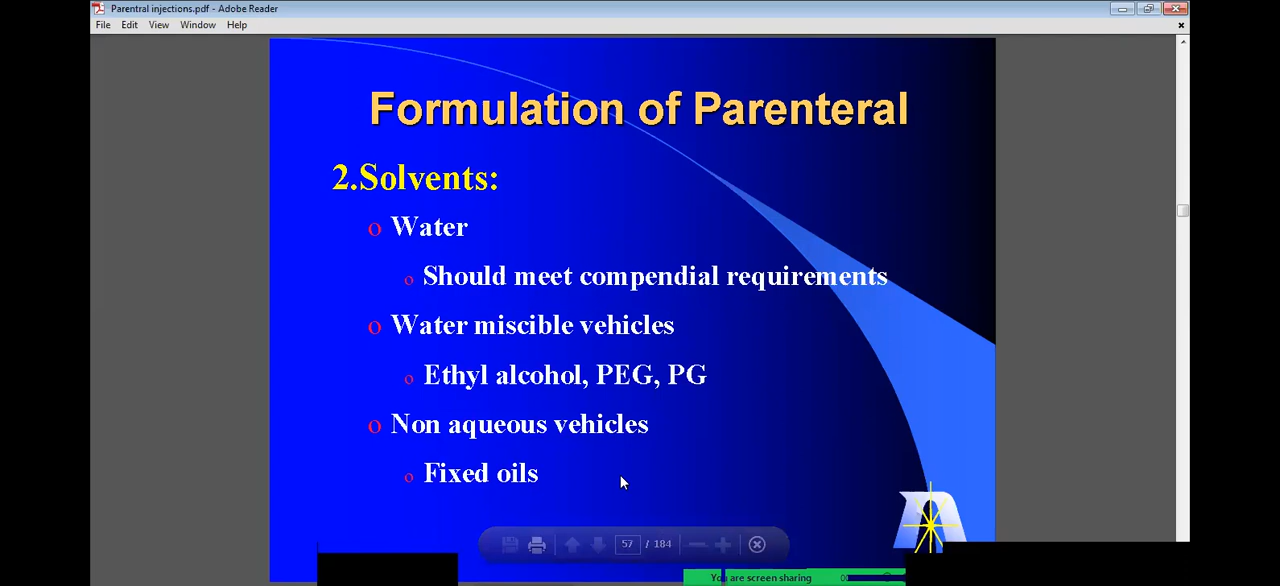 Parentral injections.pdf - Adobe Reader
File Edit View Window Help
Formulation of Parenteral
2.Solvents:
o Water
o Should meet compendial requirements
o Water miscible vehicles
o Ethyl alcohol, PEG, PG
o Non aqueous vehicles
o Fixed oils
57 / 184
You are screen sharing